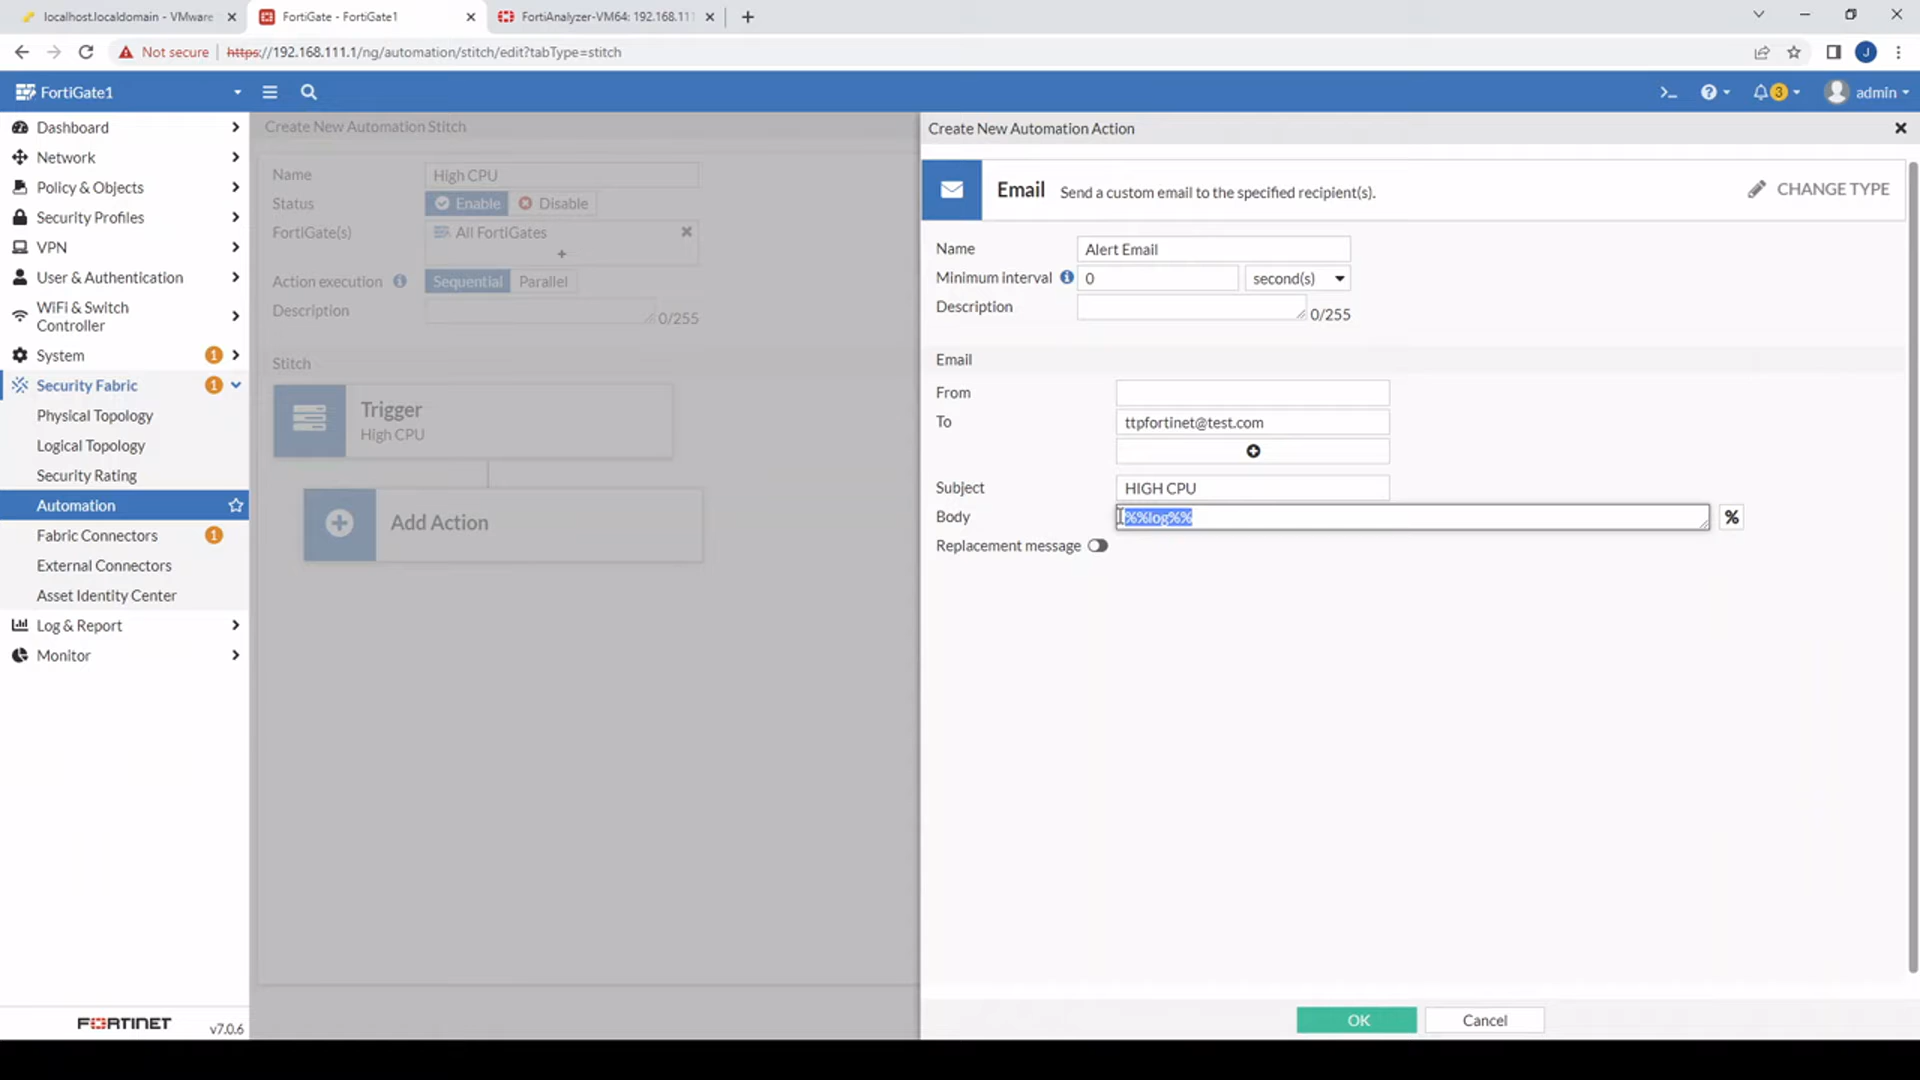 localhost.localdomain - VMware
FortiGate - FortiGate1
FortiAnalyzer-VM64: 192.168.111
Not secure
https://192.168.111.1/ng/automation/stitch/edit?tabType=stitch
J
FortiGate1
>_
3
admin
Dashboard
Network
Policy & Objects
Security Profiles
VPN
User & Authentication
WiFi & Switch
Controller
System
1
Security Fabric
1
Physical Topology
Logical Topology
Security Rating
Automation
Fabric Connectors
1
External Connectors
Asset Identity Center
Log & Report
Monitor
FORTINET
v7.0.6
Create New Automation Stitch
Name
High CPU
Status
Enable
Disable
FortiGate(s)
All FortiGates
Action execution
Sequential
Parallel
Description
0/255
Stitch
Trigger
High CPU
Add Action
Create New Automation Action
Email
Send a custom email to the specified recipient(s).
CHANGE TYPE
Name
Alert Email
Minimum interval
0
second(s)
Description
0/255
Email
From
To
ttpfortinet@test.com
Subject
HIGH CPU
Body
%%log%%
%
Replacement message
OK
Cancel